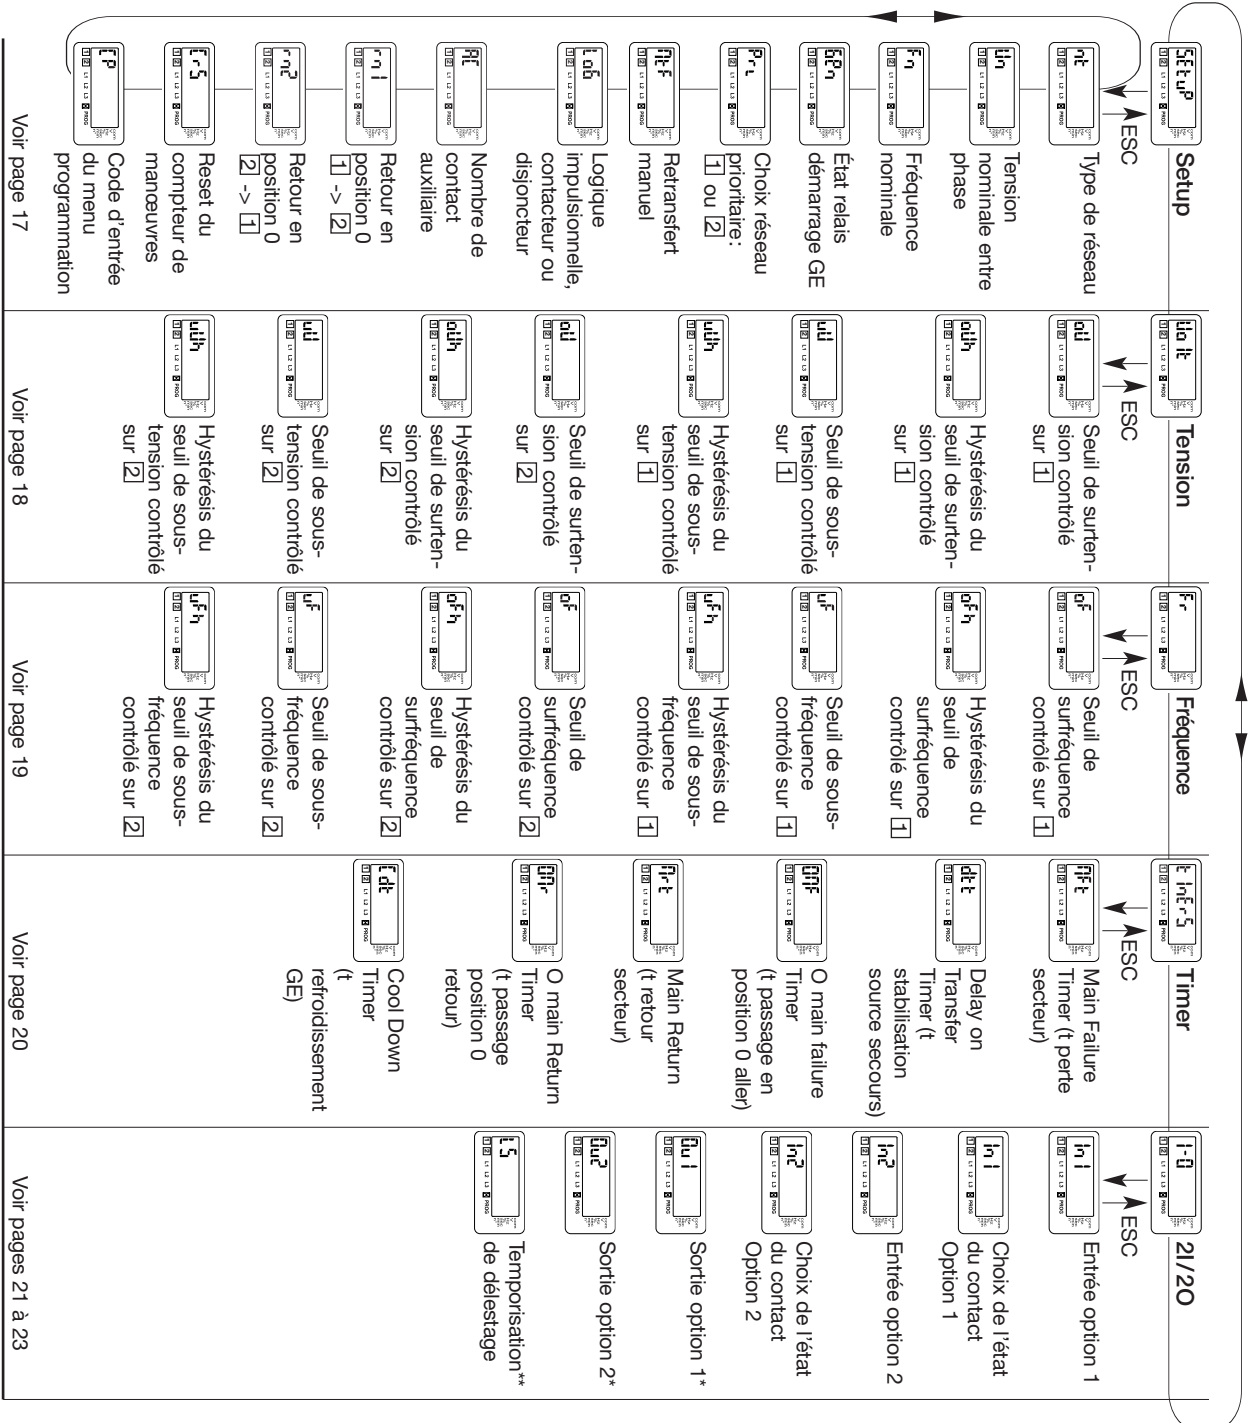 SEtuP
Setup
ESC
nt
Type de réseau
Un
Tension
nominale entre
phase
Fn
Fréquence
nominale
GEn
État relais
démarrage GE
Pri
Choix réseau
prioritaire:
1 ou 2
MtF
Retransfert
manuel
LoG
Logique
impulsionnelle,
contacteur ou
disjoncteur
AC
Nombre de
contact
auxiliaire
rn1
Retour en
position 0
1 -> 2
rn2
Retour en
position 0
2 -> 1
CrS
Reset du
compteur de
manœuvres
CP
Code d'entrée
du menu
programmation
Voir page 17
Volt
Tension
ESC
oU
Seuil de surten-
sion contrôlé
sur 1
oUh
Hystérésis du
seuil de surten-
sion contrôlé
sur 1
uU
Seuil de sous-
tension contrôlé
sur 1
uUh
Hystérésis du
seuil de sous-
tension contrôlé
sur 1
oU
Seuil de surten-
sion contrôlé
sur 2
oUh
Hystérésis du
seuil de surten-
sion contrôlé
sur 2
uU
Seuil de sous-
tension contrôlé
sur 2
uUh
Hystérésis du
seuil de sous-
tension contrôlé
sur 2
Voir page 18
Fr
Fréquence
ESC
oF
Seuil de
surfréquence
contrôlé sur 1
oFh
Hystérésis du
seuil de
surfréquence
contrôlé sur 1
uF
Seuil de sous-
fréquence
contrôlé sur 1
uFh
Hystérésis du
seuil de sous-
fréquence
contrôlé sur 1
oF
Seuil de
surfréquence
contrôlé sur 2
oFh
Hystérésis du
seuil de
surfréquence
contrôlé sur 2
uF
Seuil de sous-
fréquence
contrôlé sur 2
uFh
Hystérésis du
seuil de sous-
fréquence
contrôlé sur 2
Voir page 19
tImErS
Timer
ESC
MFt
Main Failure
Timer (t perte
secteur)
dtt
Delay on
Transfer
Timer (t
stabilisation
source secours)
0MF
O main failure
Timer
(t passage en
position 0 aller)
Mrt
Main Return
(t retour
secteur)
0Mr
O main Return
Timer
(t passage
position 0
retour)
Cdt
Cool Down
Timer
(t
refroidissement
GE)
Voir page 20
I-O
2I/2O
ESC
In1
Entrée option 1
In1
Choix de l'état
du contact
Option 1
In2
Entrée option 2
In2
Choix de l'état
du contact
Option 2
Ou1
Sortie option 1*
Ou2
Sortie option 2*
LS
Temporisation**
de délestage
Voir pages 21 à 23